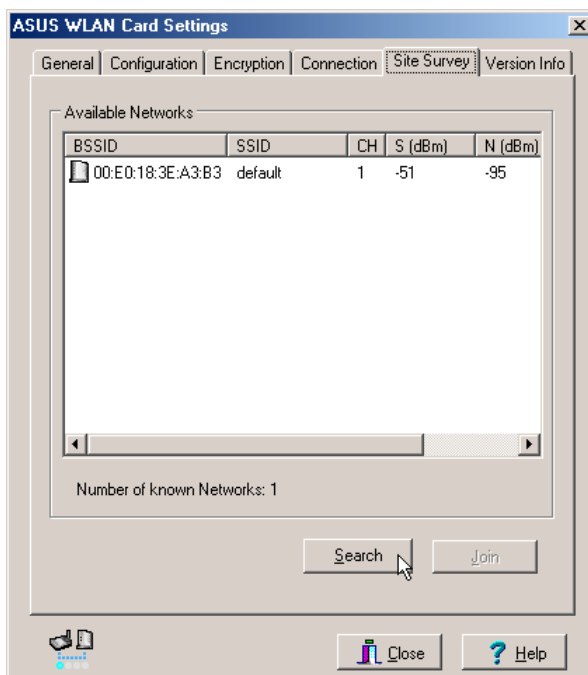 ASUS WLAN Card Settings
General Configuration Encryption Connection Site Survey Version Info
Available Networks
BSSID SSID CH S (dBm) N (dBm)
00:E0:18:3E:A3:B3 default 1 -51 -95
Number of known Networks: 1
Search Join
Close Help